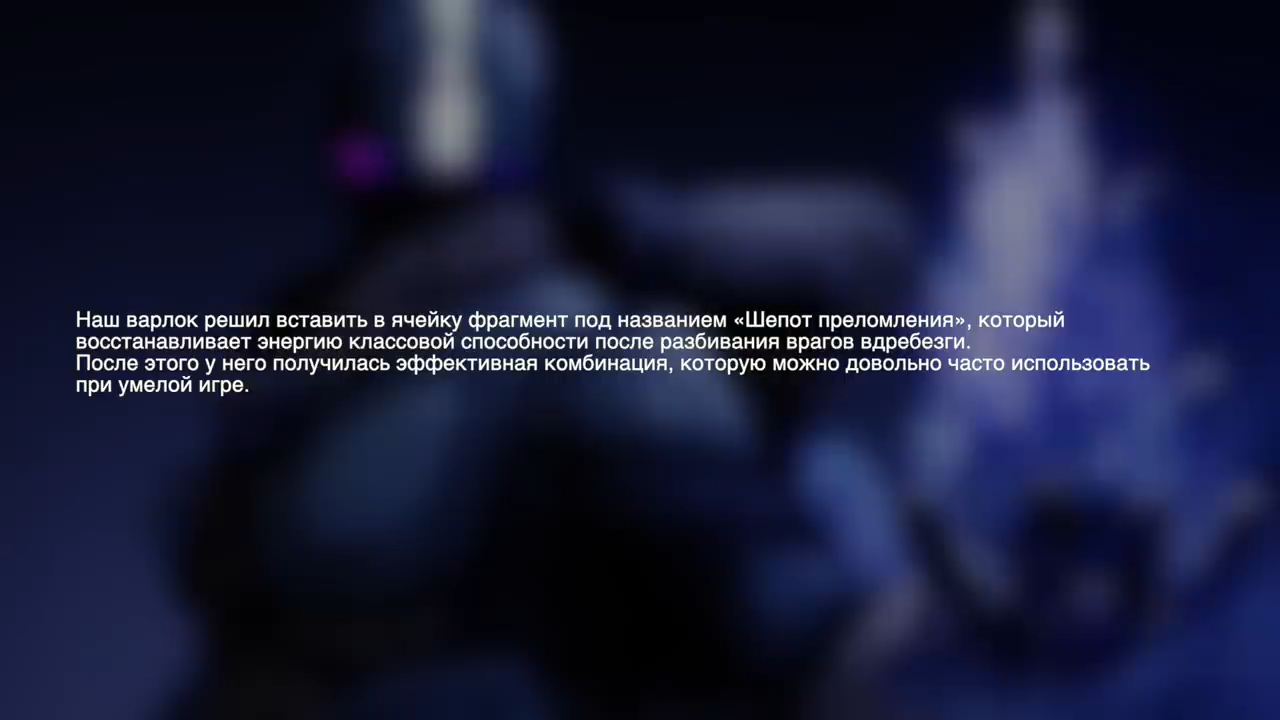 Наш варлок решил вставить в ячейку фрагмент под названием «Шепот преломления», который
восстанавливает энергию классовой способности после разбивания врагов вдребезги.
После этого у него получилась эффективная комбинация, которую можно довольно часто использовать
при умелой игре.